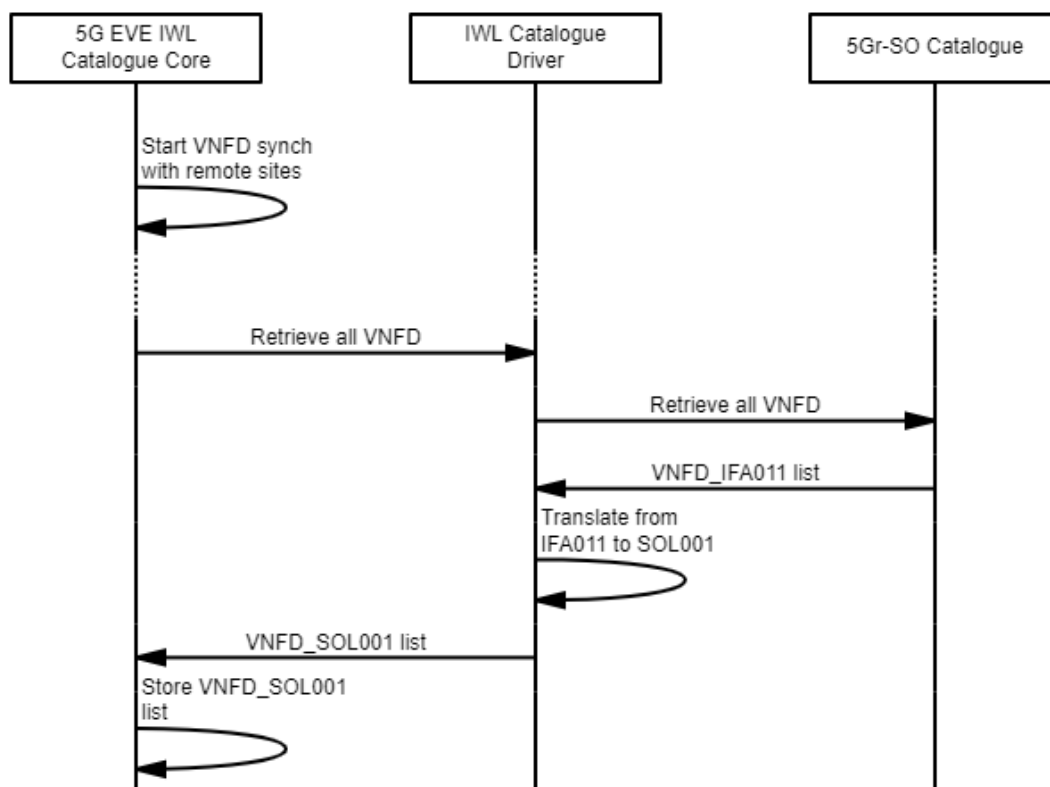 5G EVE IWL
Catalogue Core
IWL Catalogue
Driver
5Gr-SO Catalogue
Start VNFD synch
with remote sites
Retrieve all VNFD
Retrieve all VNFD
VNFD_IFA011 list
Translate from
IFA011 to SOL001
VNFD_SOL001 list
Store VNFD_SOL001
list